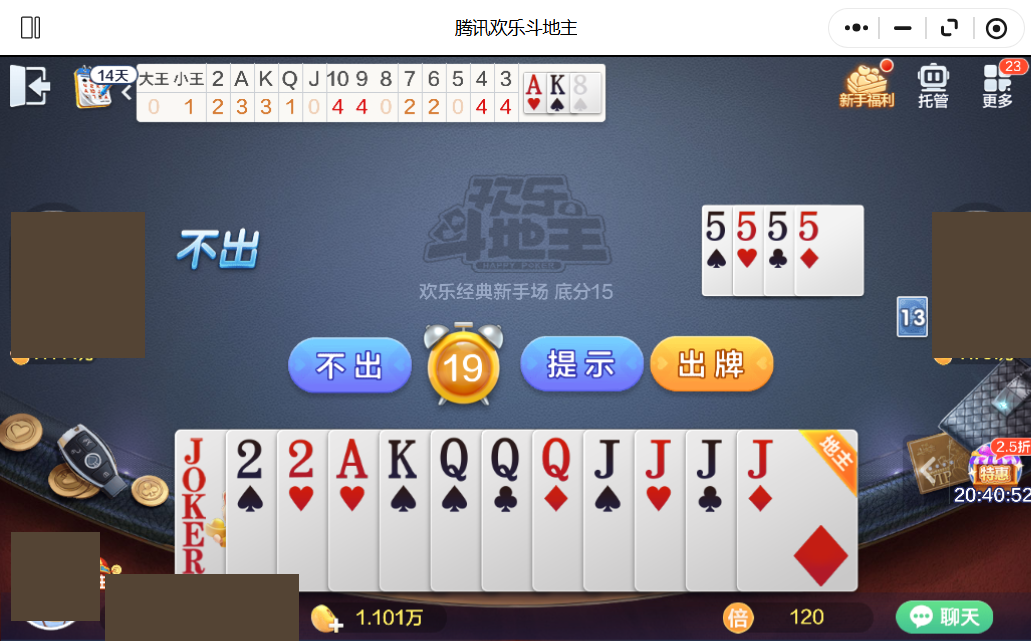 腾讯欢乐斗地主
14天
大王 小王 2 A K Q J 10 9 8 7 6 5 4 3
0 1 2 3 3 1 0 4 4 0 2 2 0 4 4
A K 8
新手福利
托管
23
更多
不出
欢乐斗地主
HAPPY POKER
欢乐经典新手场 底分15
5 5 5 5
13
不出
19
提示
出牌
JOKER 2 2 A K Q Q Q J J J J
地主
VIP
2.5折
特惠
20:40:52
1.101万
倍
120
聊天